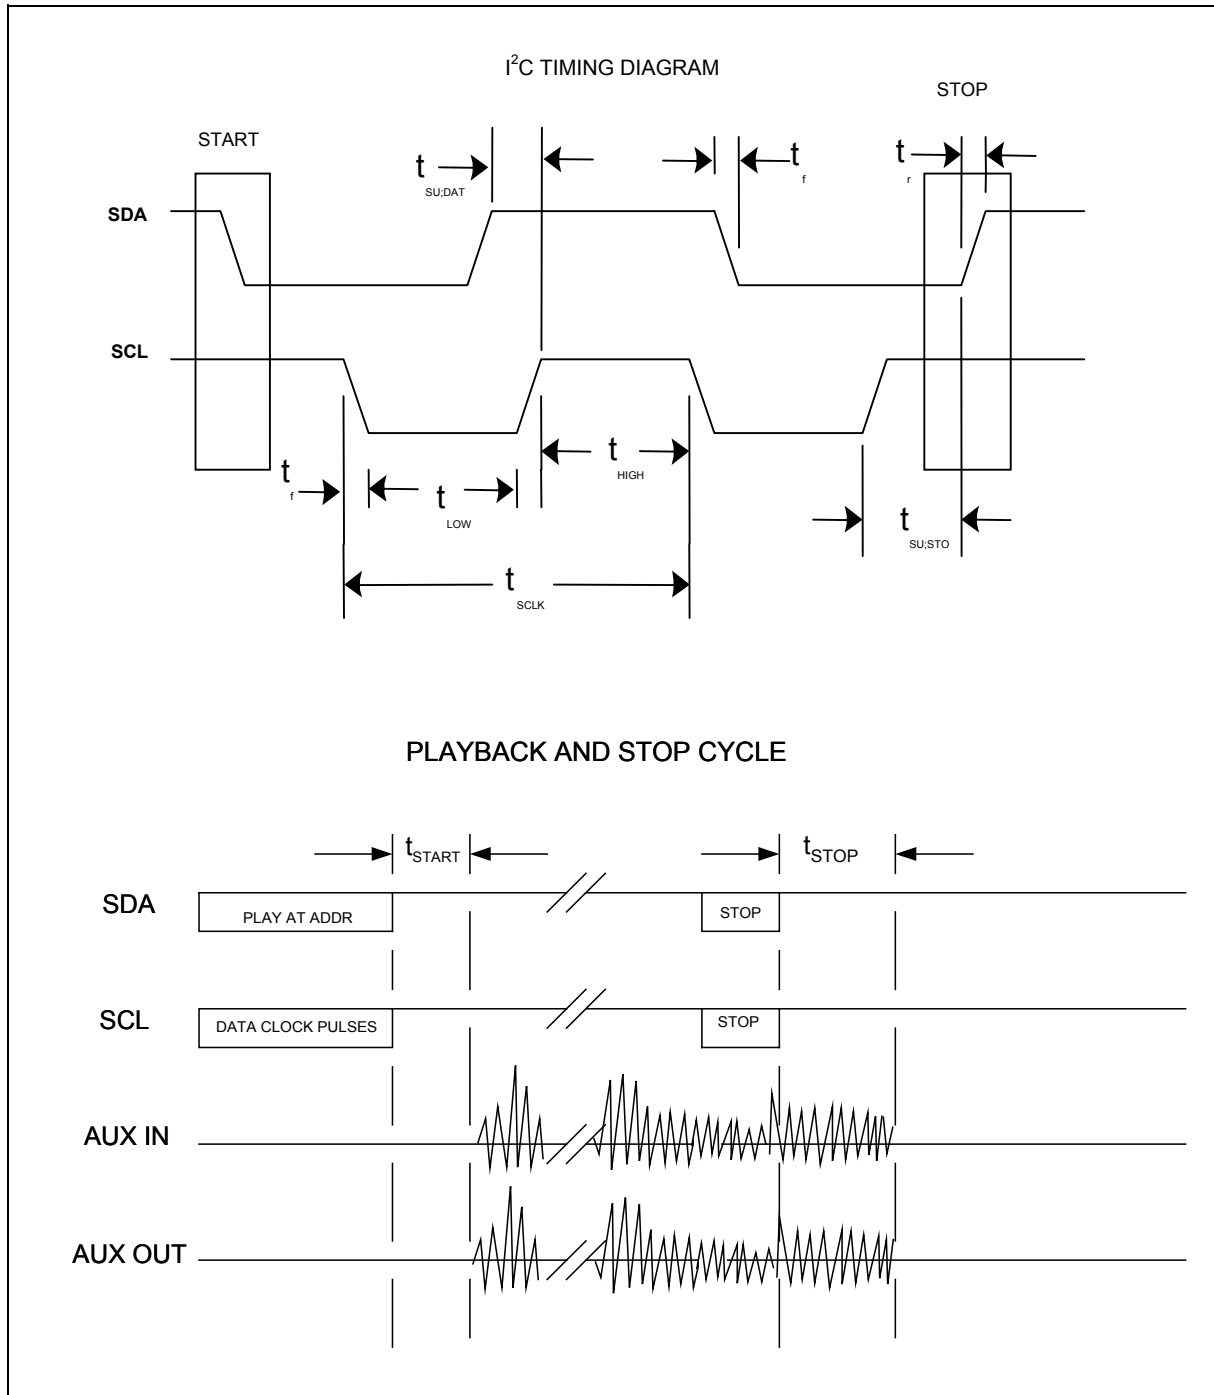 I²C TIMING DIAGRAM
STOP
START
t SU;DAT
t f
t r
SDA
SCL
t f
t LOW
t HIGH
t SU;STO
t SCLK
PLAYBACK AND STOP CYCLE
tSTART
tSTOP
SDA
PLAY AT ADDR
STOP
SCL
DATA CLOCK PULSES
STOP
AUX IN
AUX OUT